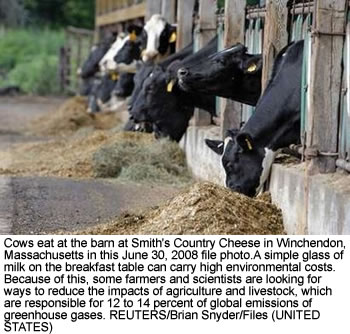 Cows eat at the barn at Smith's Country Cheese in Winchendon,
Massachusetts in this June 30, 2008 file photo.A simple glass of
milk on the breakfast table can carry high environmental costs.
Because of this, some farmers and scientists are looking for
ways to reduce the impacts of agriculture and livestock, which
are responsible for 12 to 14 percent of global emissions of
greenhouse gases. REUTERS/Brian Snyder/Files (UNITED
STATES)